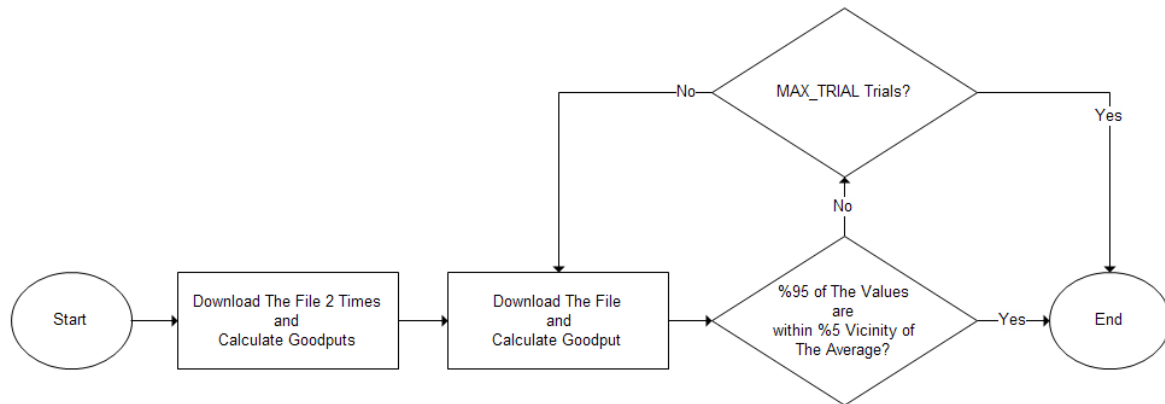 No
MAX_TRIAL Trials?
Yes
No
Start
Download The File 2 Times
and
Calculate Goodputs
Download The File
and
Calculate Goodput
%95 of The Values
are
within %5 Vicinity of
The Average?
Yes
End